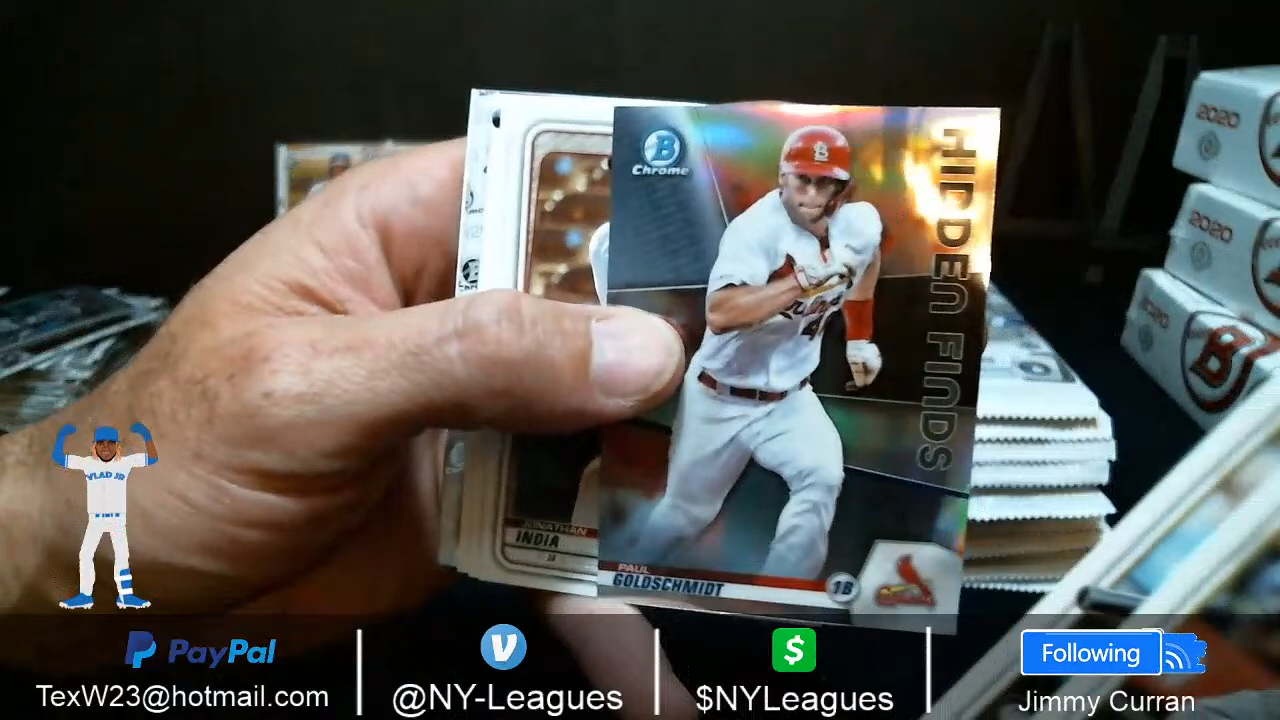 B
Chrome
HIDDEN FINDS
PAUL
GOLDSCHMIDT
1B
JONATHAN
INDIA
2020
2020
2020
B
VLAD JR
PayPal
V
$
Following
TexW23@hotmail.com
@NY-Leagues
$NYLeagues
Jimmy Curran